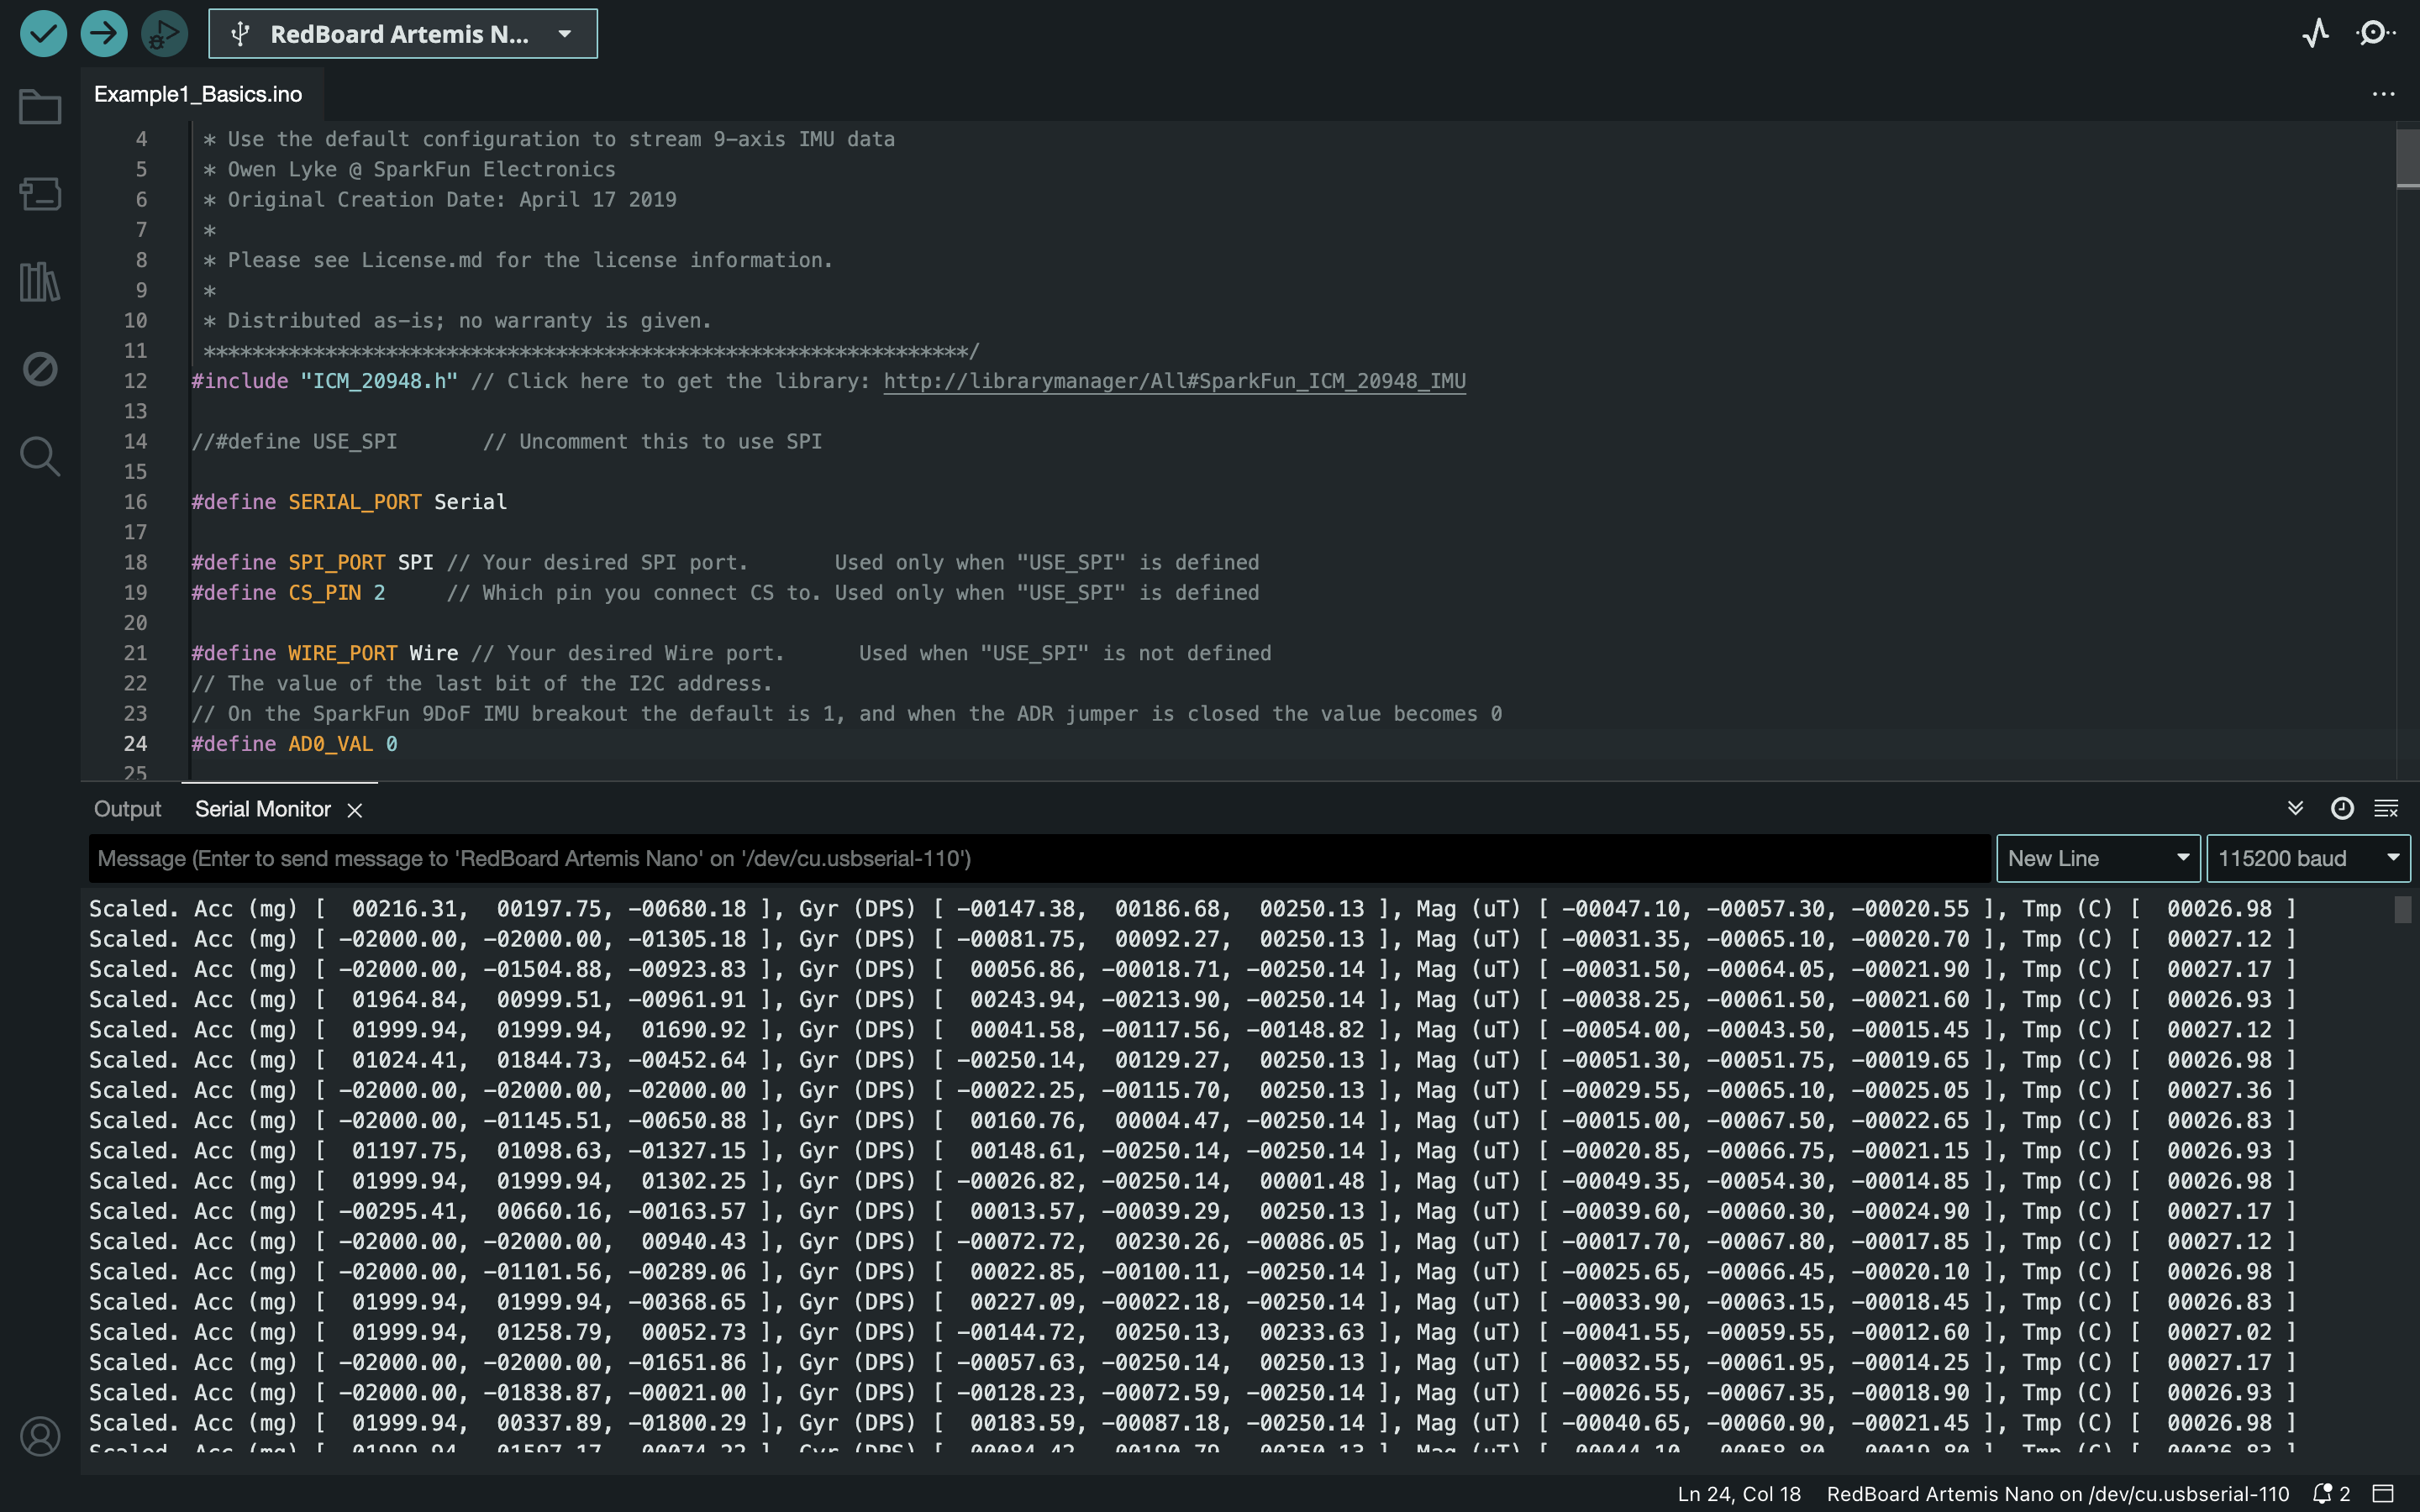 RedBoard Artemis N...
Example1_Basics.ino
4 * Use the default configuration to stream 9-axis IMU data
5 * Owen Lyke @ SparkFun Electronics
6 * Original Creation Date: April 17 2019
7 *
8 * Please see License.md for the license information.
9 *
10 * Distributed as-is; no warranty is given.
11 ***************************************************************/
12 #include "ICM_20948.h" // Click here to get the library: http://librarymanager/All#SparkFun_ICM_20948_IMU
13
14 //#define USE_SPI       // Uncomment this to use SPI
15
16 #define SERIAL_PORT Serial
17
18 #define SPI_PORT SPI // Your desired SPI port.       Used only when "USE_SPI" is defined
19 #define CS_PIN 2     // Which pin you connect CS to. Used only when "USE_SPI" is defined
20
21 #define WIRE_PORT Wire // Your desired Wire port.      Used when "USE_SPI" is not defined
22 // The value of the last bit of the I2C address.
23 // On the SparkFun 9DoF IMU breakout the default is 1, and when the ADR jumper is closed the value becomes 0
24 #define AD0_VAL 0
25
Output Serial Monitor
Message (Enter to send message to 'RedBoard Artemis Nano' on '/dev/cu.usbserial-110') New Line 115200 baud
Scaled. Acc (mg) [  00216.31,  00197.75, -00680.18 ], Gyr (DPS) [ -00147.38,  00186.68,  00250.13 ], Mag (uT) [ -00047.10, -00057.30, -00020.55 ], Tmp (C) [  00026.98 ]
Scaled. Acc (mg) [ -02000.00, -02000.00, -01305.18 ], Gyr (DPS) [ -00081.75,  00092.27,  00250.13 ], Mag (uT) [ -00031.35, -00065.10, -00020.70 ], Tmp (C) [  00027.12 ]
Scaled. Acc (mg) [ -02000.00, -01504.88, -00923.83 ], Gyr (DPS) [  00056.86, -00018.71, -00250.14 ], Mag (uT) [ -00031.50, -00064.05, -00021.90 ], Tmp (C) [  00027.17 ]
Scaled. Acc (mg) [  01964.84,  00999.51, -00961.91 ], Gyr (DPS) [  00243.94, -00213.90, -00250.14 ], Mag (uT) [ -00038.25, -00061.50, -00021.60 ], Tmp (C) [  00026.93 ]
Scaled. Acc (mg) [  01999.94,  01999.94,  01690.92 ], Gyr (DPS) [  00041.58, -00117.56, -00148.82 ], Mag (uT) [ -00054.00, -00043.50, -00015.45 ], Tmp (C) [  00027.12 ]
Scaled. Acc (mg) [  01024.41,  01844.73, -00452.64 ], Gyr (DPS) [ -00250.14,  00129.27,  00250.13 ], Mag (uT) [ -00051.30, -00051.75, -00019.65 ], Tmp (C) [  00026.98 ]
Scaled. Acc (mg) [ -02000.00, -02000.00, -02000.00 ], Gyr (DPS) [ -00022.25, -00115.70,  00250.13 ], Mag (uT) [ -00029.55, -00065.10, -00025.05 ], Tmp (C) [  00027.36 ]
Scaled. Acc (mg) [ -02000.00, -01145.51, -00650.88 ], Gyr (DPS) [  00160.76,  00004.47, -00250.14 ], Mag (uT) [ -00015.00, -00067.50, -00022.65 ], Tmp (C) [  00026.83 ]
Scaled. Acc (mg) [  01197.75,  01098.63, -01327.15 ], Gyr (DPS) [  00148.61, -00250.14, -00250.14 ], Mag (uT) [ -00020.85, -00066.75, -00021.15 ], Tmp (C) [  00026.93 ]
Scaled. Acc (mg) [  01999.94,  01999.94,  01302.25 ], Gyr (DPS) [ -00026.82, -00250.14,  00001.48 ], Mag (uT) [ -00049.35, -00054.30, -00014.85 ], Tmp (C) [  00026.98 ]
Scaled. Acc (mg) [ -00295.41,  00660.16, -00163.57 ], Gyr (DPS) [  00013.57, -00039.29,  00250.13 ], Mag (uT) [ -00039.60, -00060.30, -00024.90 ], Tmp (C) [  00027.17 ]
Scaled. Acc (mg) [ -02000.00, -02000.00,  00940.43 ], Gyr (DPS) [ -00072.72,  00230.26, -00086.05 ], Mag (uT) [ -00017.70, -00067.80, -00017.85 ], Tmp (C) [  00027.12 ]
Scaled. Acc (mg) [ -02000.00, -01101.56, -00289.06 ], Gyr (DPS) [  00022.85, -00100.11, -00250.14 ], Mag (uT) [ -00025.65, -00066.45, -00020.10 ], Tmp (C) [  00026.98 ]
Scaled. Acc (mg) [  01999.94,  01999.94, -00368.65 ], Gyr (DPS) [  00227.09, -00022.18, -00250.14 ], Mag (uT) [ -00033.90, -00063.15, -00018.45 ], Tmp (C) [  00026.83 ]
Scaled. Acc (mg) [  01999.94,  01258.79,  00052.73 ], Gyr (DPS) [ -00144.72,  00250.13,  00233.63 ], Mag (uT) [ -00041.55, -00059.55, -00012.60 ], Tmp (C) [  00027.02 ]
Scaled. Acc (mg) [ -02000.00, -02000.00, -01651.86 ], Gyr (DPS) [ -00057.63, -00250.14,  00250.13 ], Mag (uT) [ -00032.55, -00061.95, -00014.25 ], Tmp (C) [  00027.17 ]
Scaled. Acc (mg) [ -02000.00, -01838.87, -00021.00 ], Gyr (DPS) [ -00128.23, -00072.59, -00250.14 ], Mag (uT) [ -00026.55, -00067.35, -00018.90 ], Tmp (C) [  00026.93 ]
Scaled. Acc (mg) [  01999.94,  00337.89, -01800.29 ], Gyr (DPS) [  00183.59, -00087.18, -00250.14 ], Mag (uT) [ -00040.65, -00060.90, -00021.45 ], Tmp (C) [  00026.98 ]
Ln 24, Col 18 RedBoard Artemis Nano on /dev/cu.usbserial-110 2